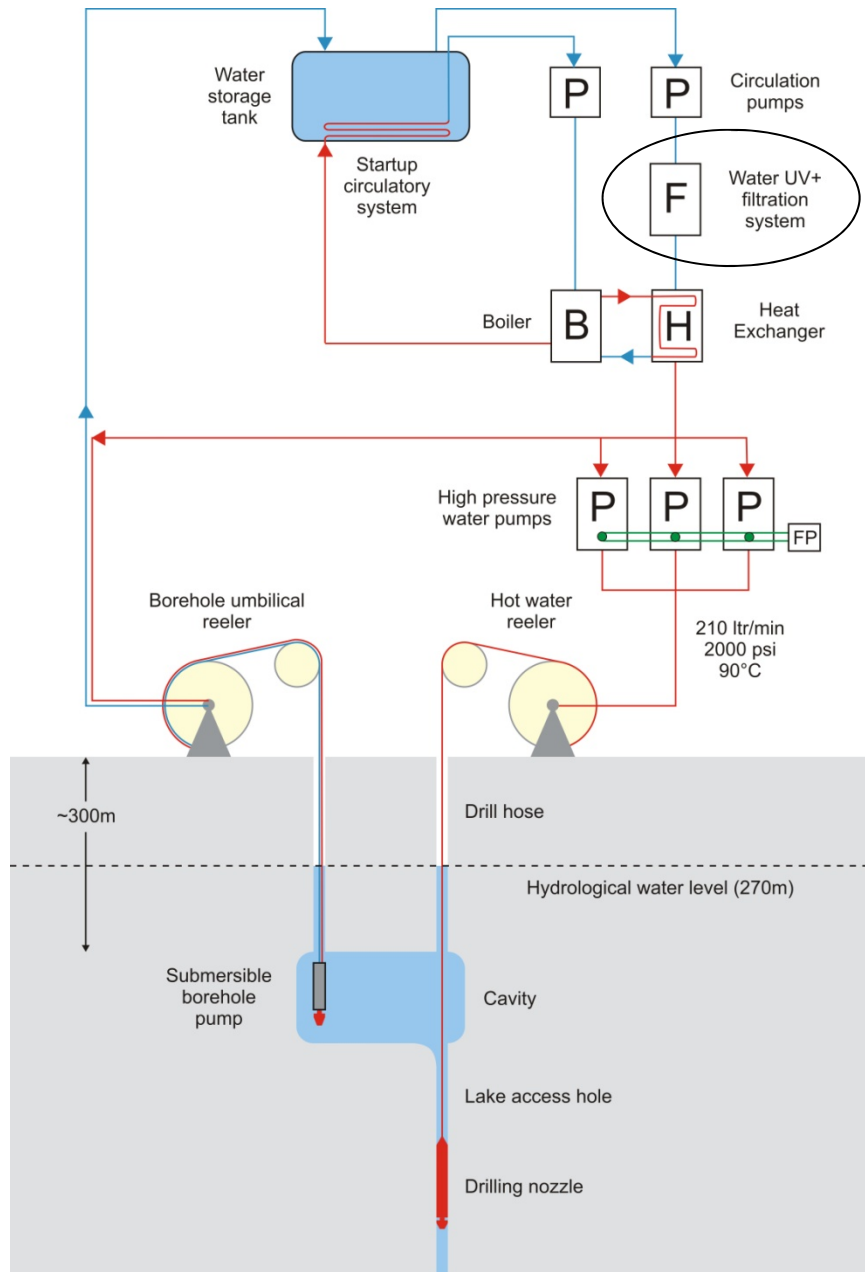 Water
storage
tank
P
P
Circulation
pumps
Startup
circulatory
system
F
Water UV+
filtration
system
Boiler
B
H
Heat
Exchanger
High pressure
water pumps
P
P
P
FP
Borehole umbilical
reeler
Hot water
reeler
210 ltr/min
2000 psi
90°C
~300m
Drill hose
Hydrological water level (270m)
Submersible
borehole
pump
Cavity
Lake access hole
Drilling nozzle